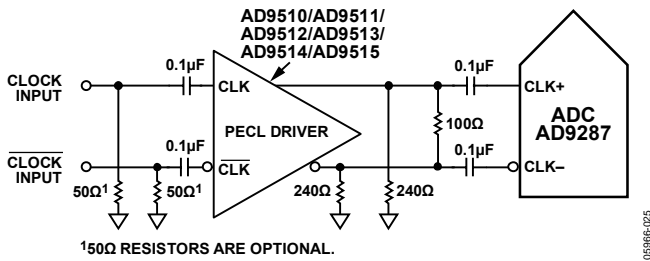 AD9510/AD9511/
AD9512/AD9513/
AD9514/AD9515
0.1µF
0.1µF
CLOCK
INPUT
CLK
CLK+
PECL DRIVER
100Ω
ADC
AD9287
0.1µF
0.1µF
CLOCK
INPUT
CLK
CLK–
50Ω1
50Ω1
240Ω
240Ω
150Ω RESISTORS ARE OPTIONAL.
05966-025